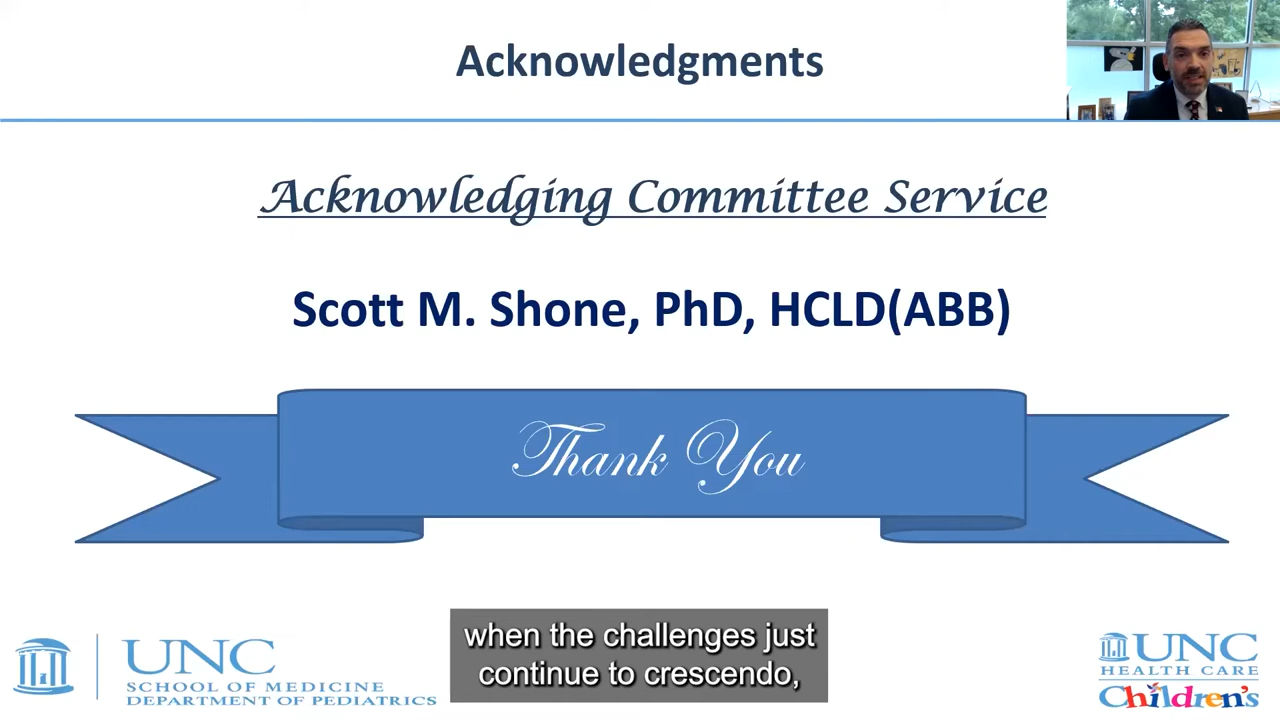 Acknowledgments
Acknowledging Committee Service
Scott M. Shone, PhD, HCLD(ABB)
Thank You
when the challenges just
continue to crescendo,
UNC
SCHOOL OF MEDICINE
DEPARTMENT OF PEDIATRICS
UNC
HEALTH CARE
Children's